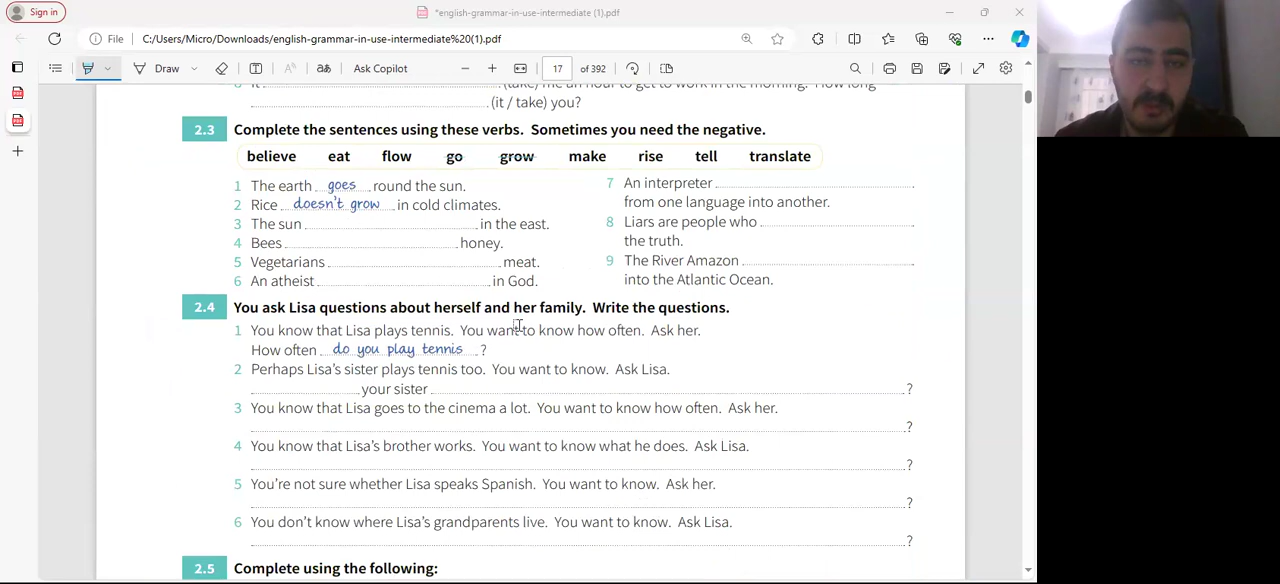 Sign in
*english-grammar-in-use-intermediate (1).pdf
File
C:/Users/Micro/Downloads/english-grammar-in-use-intermediate%20(1).pdf
Draw
Ask Copilot
17 of 392
(take) me an hour to get to work in the morning. How long
(it / take) you?
2.3 Complete the sentences using these verbs. Sometimes you need the negative.
believe eat flow go grow make rise tell translate
1 The earth goes round the sun.
2 Rice doesn't grow in cold climates.
3 The sun in the east.
4 Bees honey.
5 Vegetarians meat.
6 An atheist in God.
7 An interpreter
from one language into another.
8 Liars are people who
the truth.
9 The River Amazon
into the Atlantic Ocean.
2.4 You ask Lisa questions about herself and her family. Write the questions.
1 You know that Lisa plays tennis. You want to know how often. Ask her.
How often do you play tennis ?
2 Perhaps Lisa's sister plays tennis too. You want to know. Ask Lisa.
your sister ?
3 You know that Lisa goes to the cinema a lot. You want to know how often. Ask her.
?
4 You know that Lisa's brother works. You want to know what he does. Ask Lisa.
?
5 You're not sure whether Lisa speaks Spanish. You want to know. Ask her.
?
6 You don't know where Lisa's grandparents live. You want to know. Ask Lisa.
?
2.5 Complete using the following: